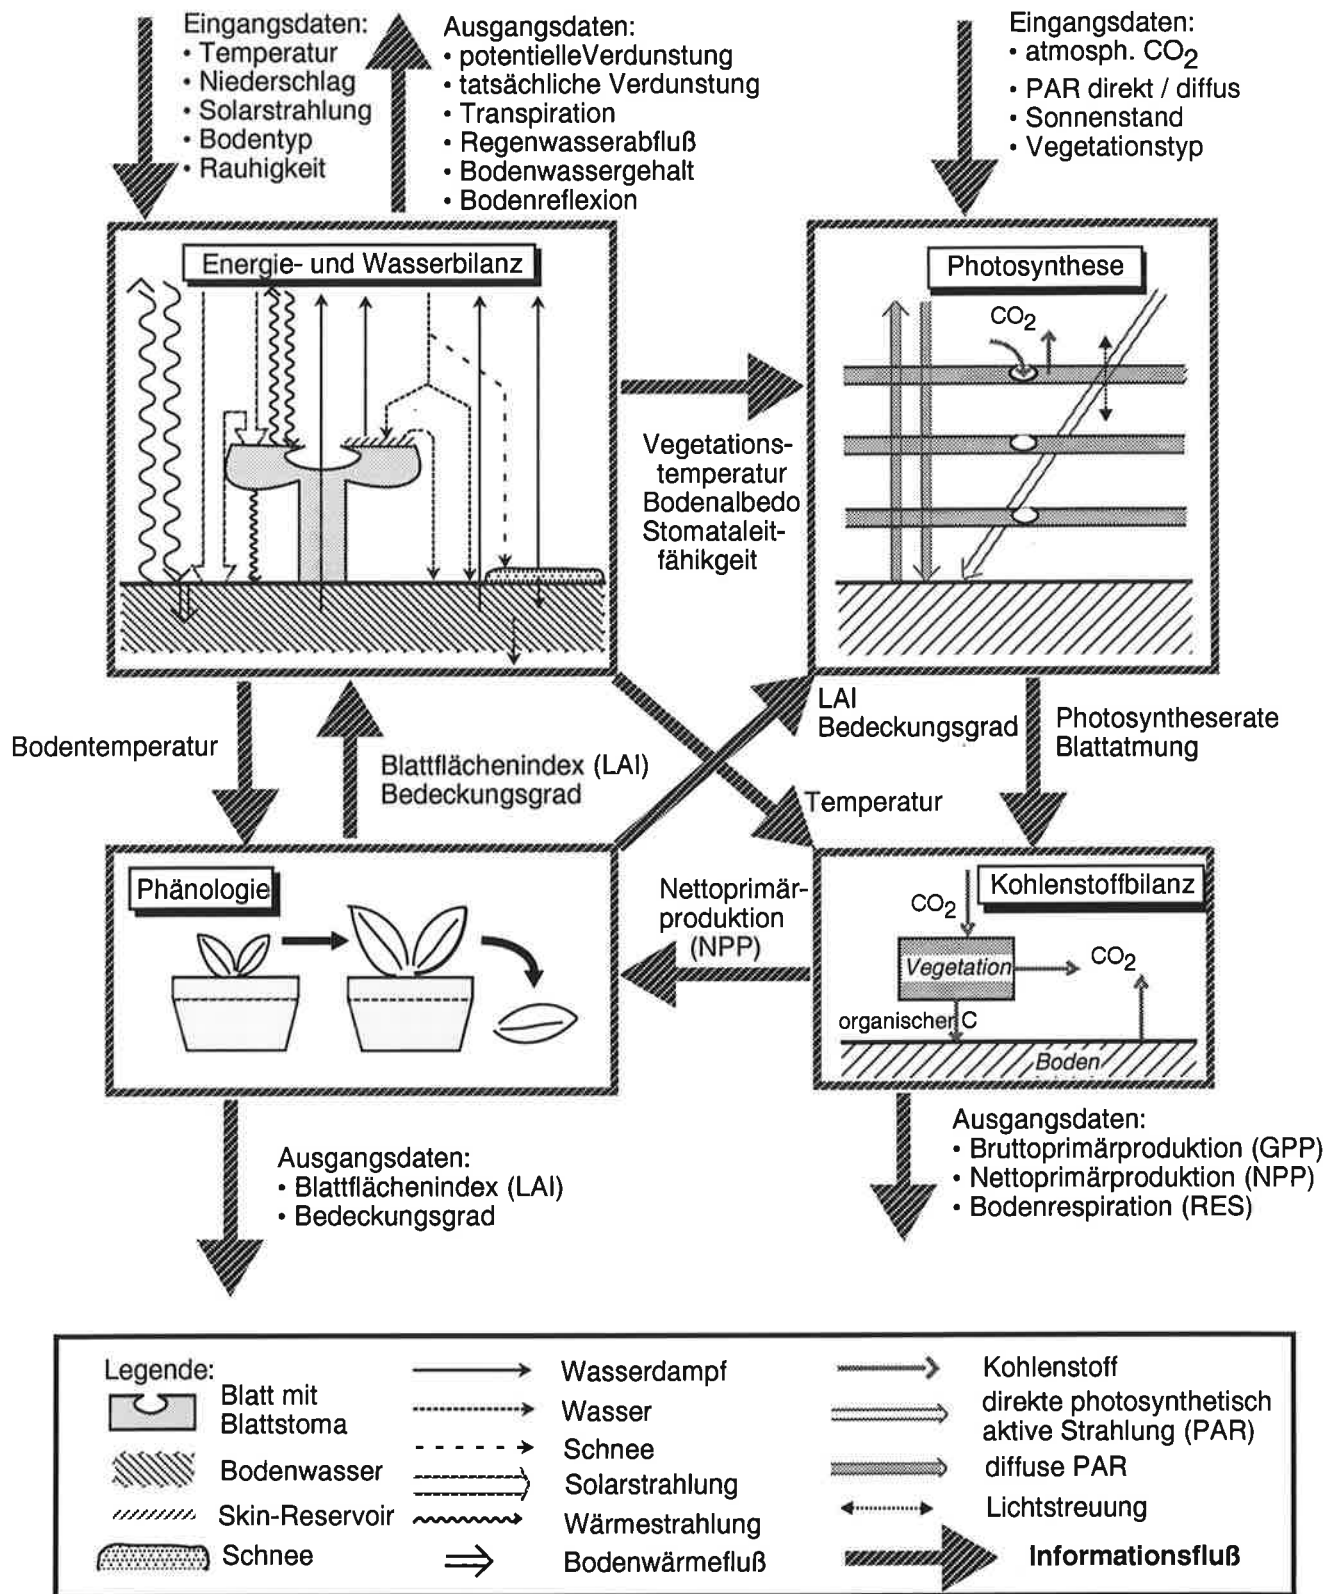 Eingangsdaten:
• Temperatur
• Niederschlag
• Solarstrahlung
• Bodentyp
• Rauhigkeit
Ausgangsdaten:
• potentielleVerdunstung
• tatsächliche Verdunstung
• Transpiration
• Regenwasserabfluß
• Bodenwassergehalt
• Bodenreflexion
Eingangsdaten:
• atmosph. CO2
• PAR direkt / diffus
• Sonnenstand
• Vegetationstyp
Energie- und Wasserbilanz
Photosynthese
CO2
Vegetations-
temperatur
Bodenalbedo
Stomataleit-
fähikgeit
Bodentemperatur
Blattflächenindex (LAI)
Bedeckungsgrad
LAI
Bedeckungsgrad
Photosyntheserate
Blattatmung
Temperatur
Phänologie
Nettoprimär-
produktion
(NPP)
Kohlenstoffbilanz
CO2
Vegetation
CO2
organischer C
Boden
Ausgangsdaten:
• Blattflächenindex (LAI)
• Bedeckungsgrad
Ausgangsdaten:
• Bruttoprimärproduktion (GPP)
• Nettoprimärproduktion (NPP)
• Bodenrespiration (RES)
Legende:
Blatt mit
Blattstoma
Bodenwasser
Skin-Reservoir
Schnee
Wasserdampf
Wasser
Schnee
Solarstrahlung
Wärmestrahlung
Bodenwärmefluß
Kohlenstoff
direkte photosynthetisch
aktive Strahlung (PAR)
diffuse PAR
Lichtstreuung
Informationsfluß